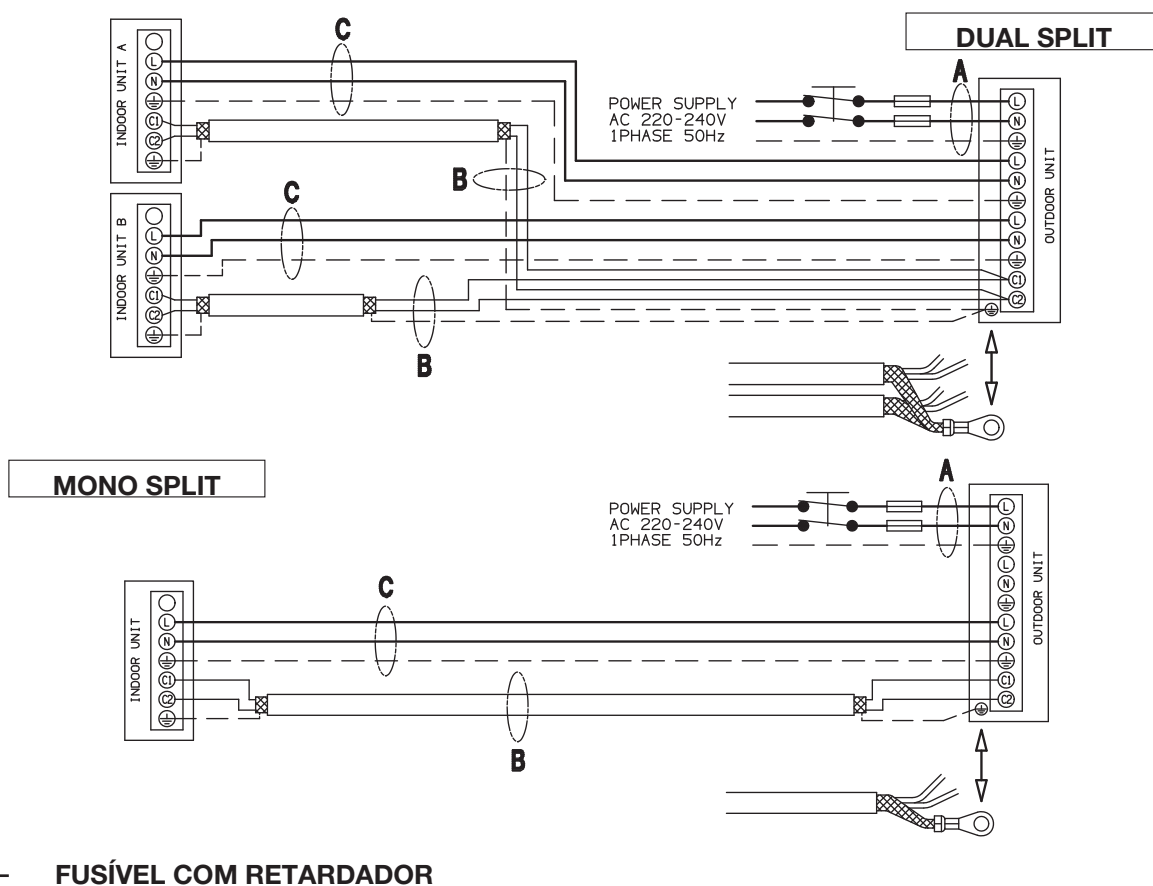 DUAL SPLIT
INDOOR UNIT A
L
N
C1
C2
C
POWER SUPPLY
AC 220-240V
1PHASE 50Hz
A
B
OUTDOOR UNIT
L
N
L
N
L
N
C1
C2
INDOOR UNIT B
L
N
C1
C2
C
B
MONO SPLIT
POWER SUPPLY
AC 220-240V
1PHASE 50Hz
A
OUTDOOR UNIT
L
N
L
N
L
N
C1
C2
INDOOR UNIT
L
N
C1
C2
C
B
– FUSÍVEL COM RETARDADOR